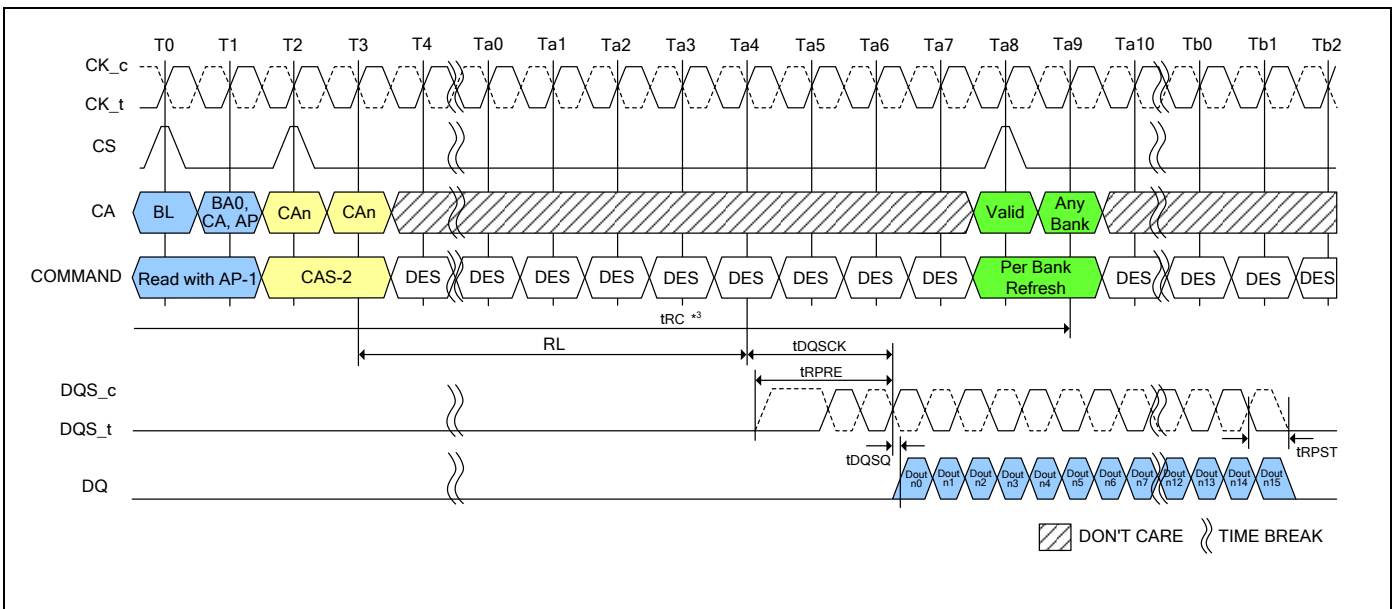 T0 T1 T2 T3 T4 Ta0 Ta1 Ta2 Ta3 Ta4 Ta5 Ta6 Ta7 Ta8 Ta9 Ta10 Tb0 Tb1 Tb2
CK_c
CK_t
CS
CA BL BA0, CA, AP CAn CAn Valid Any Bank
COMMAND Read with AP-1 CAS-2 DES DES DES DES DES DES DES DES DES Per Bank Refresh DES DES DES DES
tRC *3
RL tDQSCK
tRPRE
DQS_c
DQS_t
tDQSQ tRPST
DQ Dout n0 Dout n1 Dout n2 Dout n3 Dout n4 Dout n5 Dout n6 Dout n7 Dout n12 Dout n13 Dout n14 Dout n15
DON'T CARE TIME BREAK